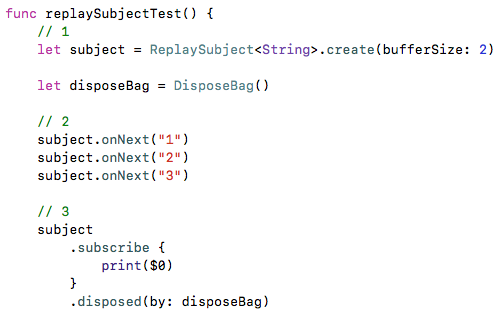 func replaySubjectTest() {
    // 1
    let subject = ReplaySubject<String>.create(bufferSize: 2)

    let disposeBag = DisposeBag()

    // 2
    subject.onNext("1")
    subject.onNext("2")
    subject.onNext("3")

    // 3
    subject
        .subscribe {
            print($0)
        }
        .disposed(by: disposeBag)